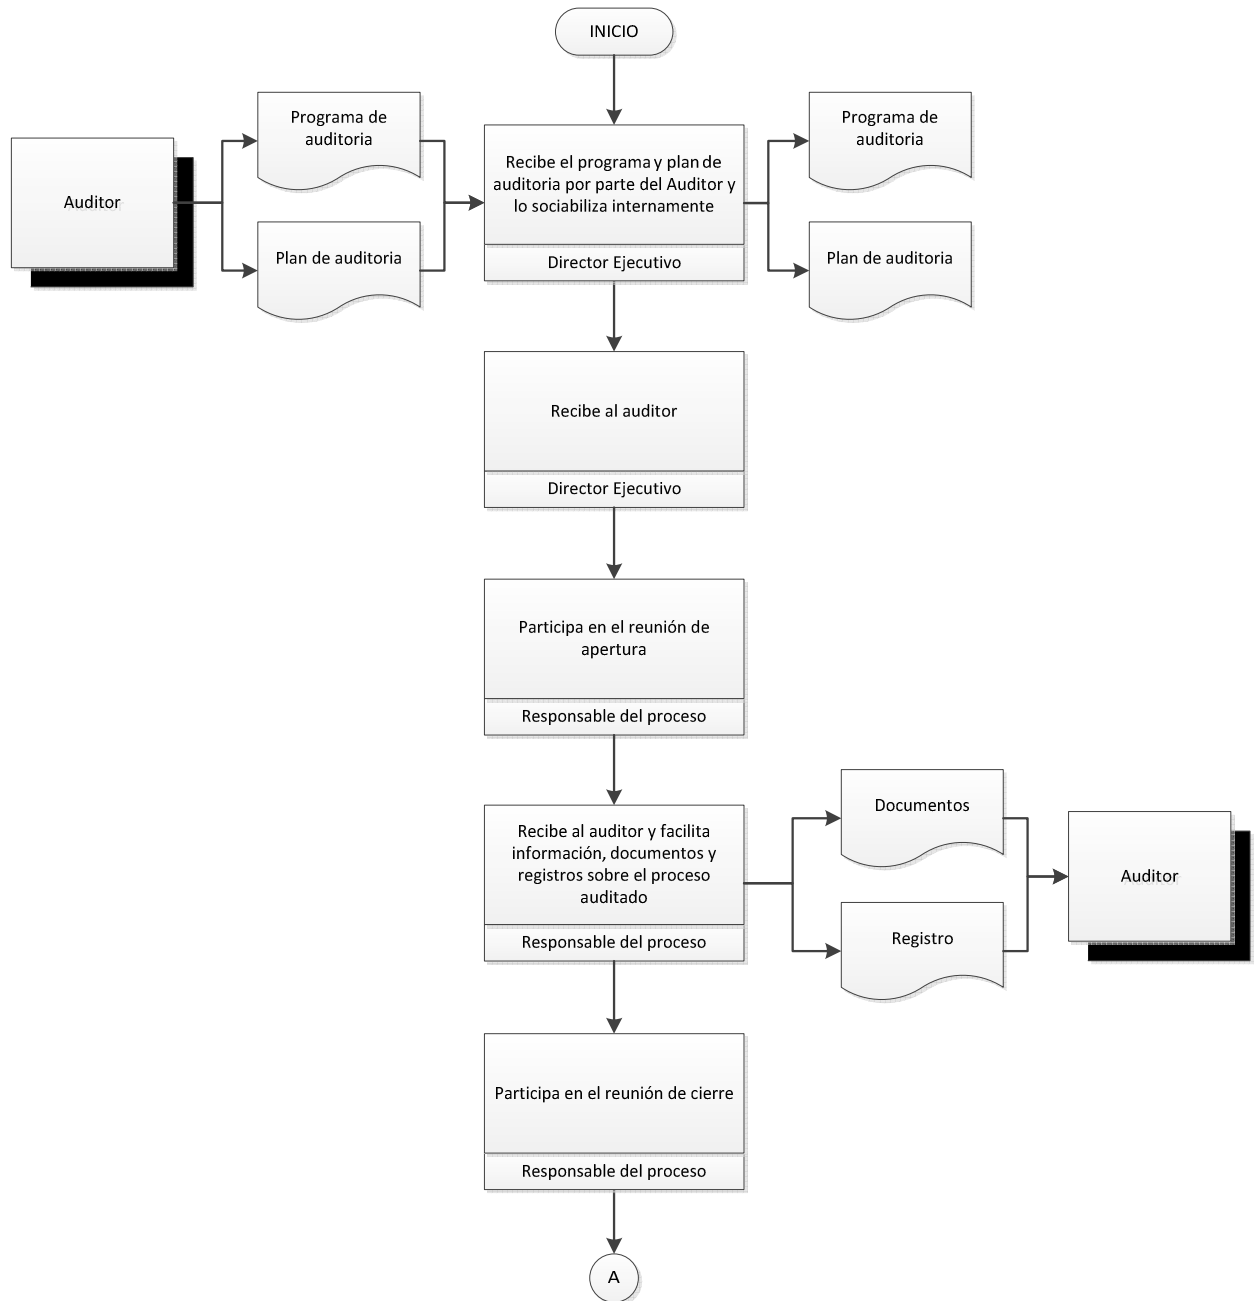 INICIO
Programa de
auditoria
Programa de
auditoria
Recibe el programa y plan de
auditoria por parte del Auditor y
lo sociabiliza internamente
Auditor
Plan de auditoria
Director Ejecutivo
Plan de auditoria
Recibe al auditor
Director Ejecutivo
Participa en el reunión de
apertura
Responsable del proceso
Recibe al auditor y facilita
información, documentos y
registros sobre el proceso
auditado
Responsable del proceso
Documentos
Registro
Auditor
Participa en el reunión de cierre
Responsable del proceso
A